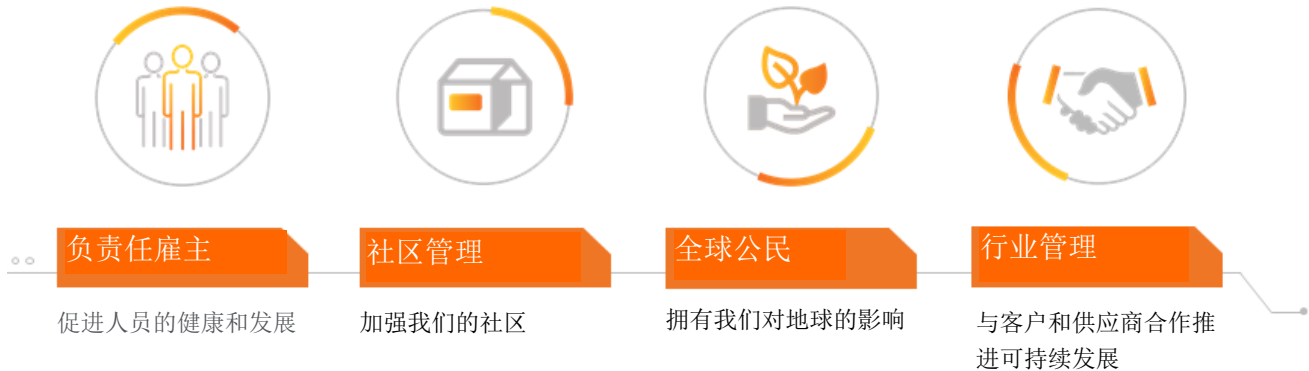 负责任雇主
社区管理
全球公民
行业管理
促进人员的健康和发展
加强我们的社区
拥有我们对地球的影响
与客户和供应商合作推
进可持续发展